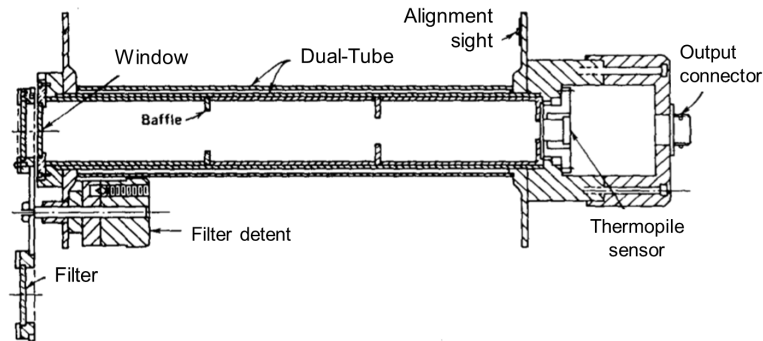 Alignment
sight
Window
Dual-Tube
Output
connector
Baffle
Filter detent
Thermopile
sensor
Filter